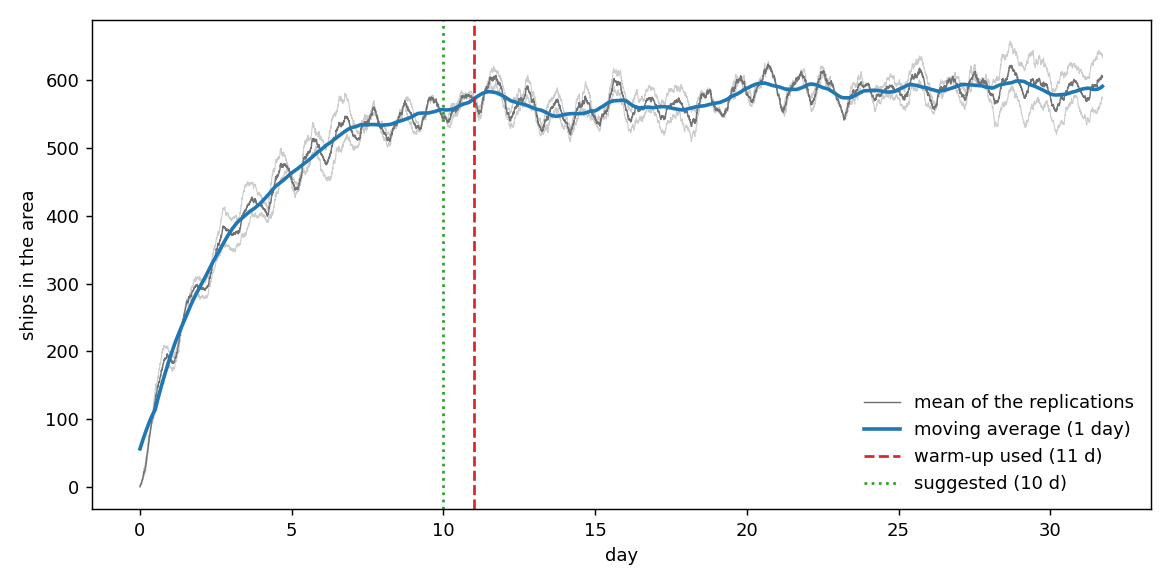 ships in the area
600
500
400
300
200
100
0
mean of the replications
moving average (1 day)
warm-up used (11 d)
suggested (10 d)
0 5 10 15 20 25 30
day